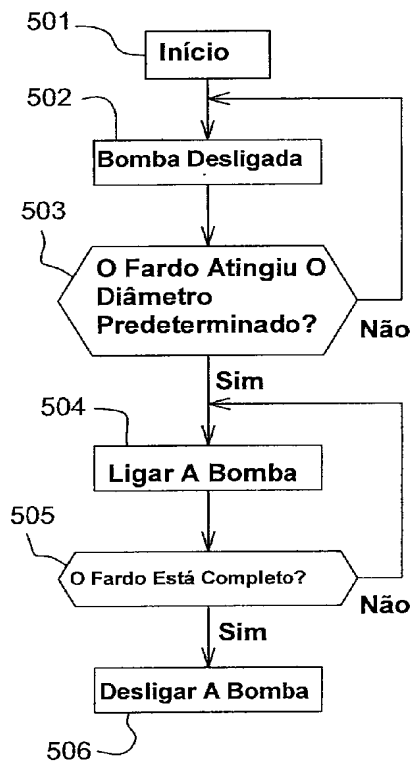 501
Início
502
Bomba Desligada
503
O Fardo Atingiu O
Diâmetro
Predeterminado?
Não
Sim
504
Ligar A Bomba
505
O Fardo Está Completo?
Não
Sim
Desligar A Bomba
506